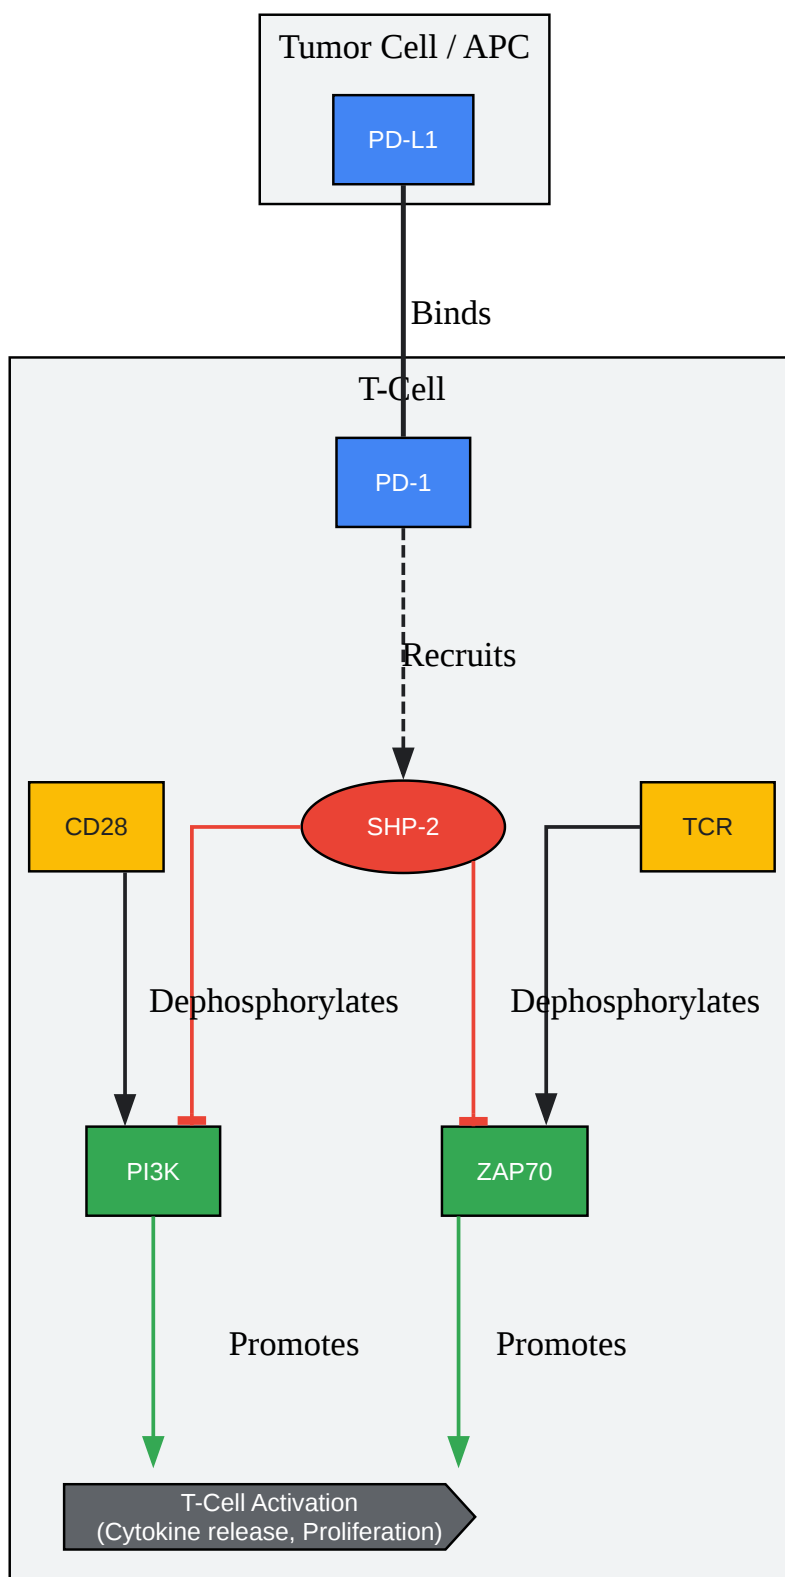 Tumor Cell / APC
PD-L1
Binds
T-Cell
PD-1
Recruits
CD28
SHP-2
TCR
Dephosphorylates
Dephosphorylates
PI3K
ZAP70
Promotes
Promotes
T-Cell Activation
(Cytokine release, Proliferation)